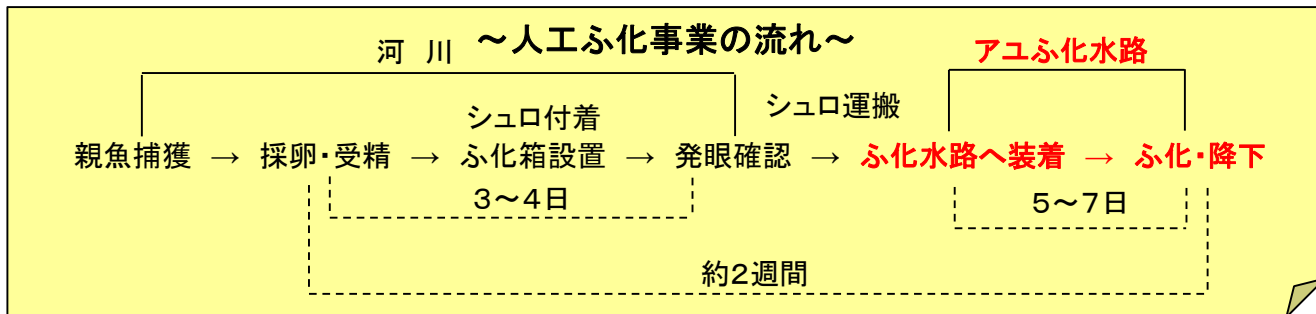 ～人工ふ化事業の流れ～
河 川
アユふ化水路
シュロ付着
シュロ運搬
親魚捕獲 → 採卵・受精 → ふ化箱設置 → 発眼確認 → ふ化水路へ装着 → ふ化・降下
３～４日
５～７日
約２週間